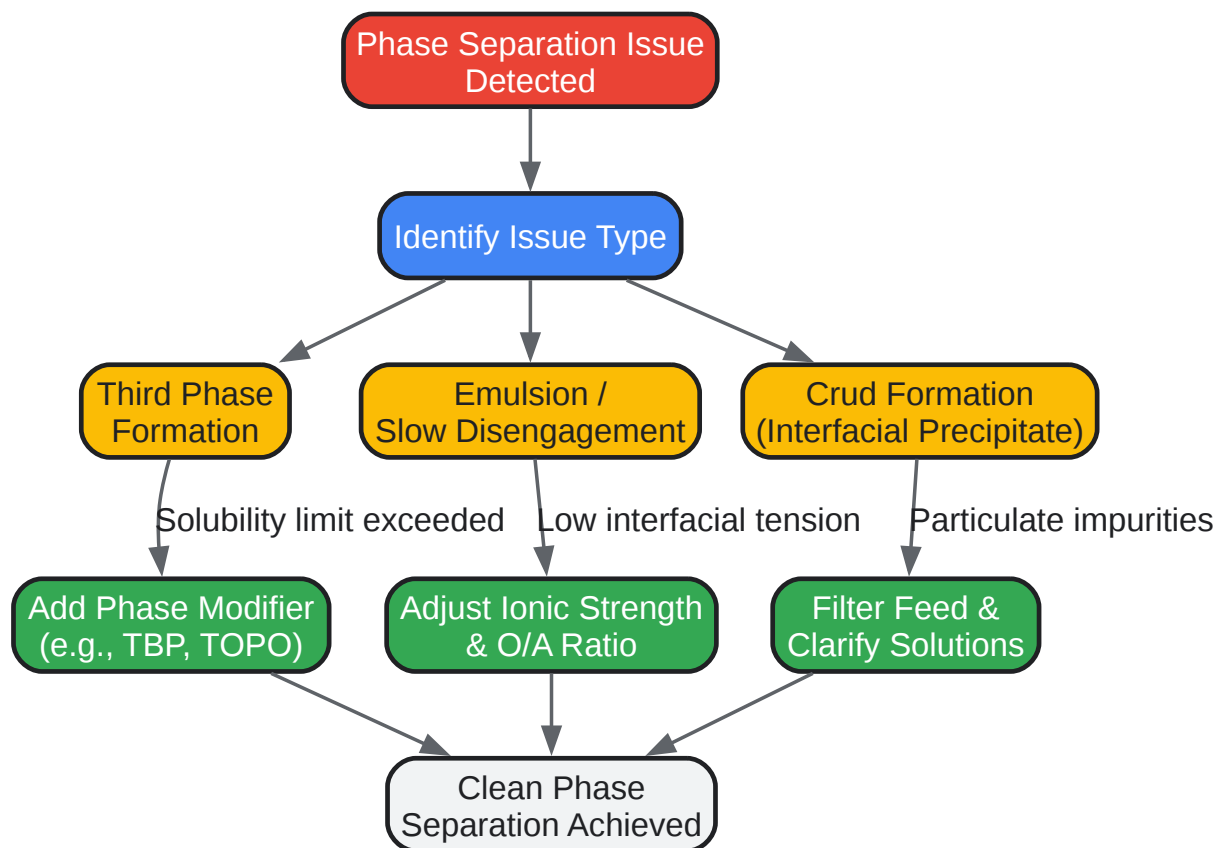 Phase Separation Issue
Detected
Identify Issue Type
Third Phase
Formation
Emulsion /
Slow Disengagement
Crud Formation
(Interfacial Precipitate)
Solubility limit exceeded
Low interfacial tension
Particulate impurities
Add Phase Modifier
(e.g., TBP, TOPO)
Adjust Ionic Strength
& O/A Ratio
Filter Feed &
Clarify Solutions
Clean Phase
Separation Achieved